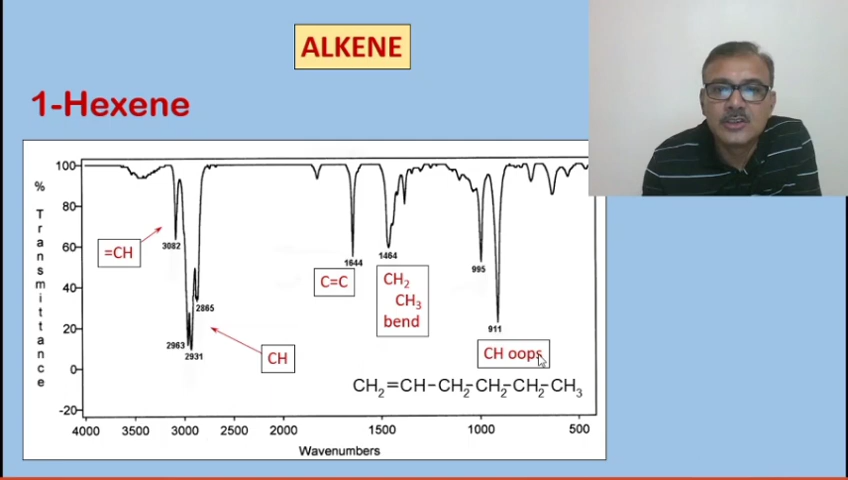 ALKENE
1-Hexene
% Transmittance
100
80
60
40
20
0
-20
=CH
3082
2963
2931
2865
CH
1644
C=C
1464
CH2
CH3
bend
995
911
CH oops
CH2=CH-CH2-CH2-CH2-CH3
4000 3500 3000 2500 2000 1500 1000 500
Wavenumbers